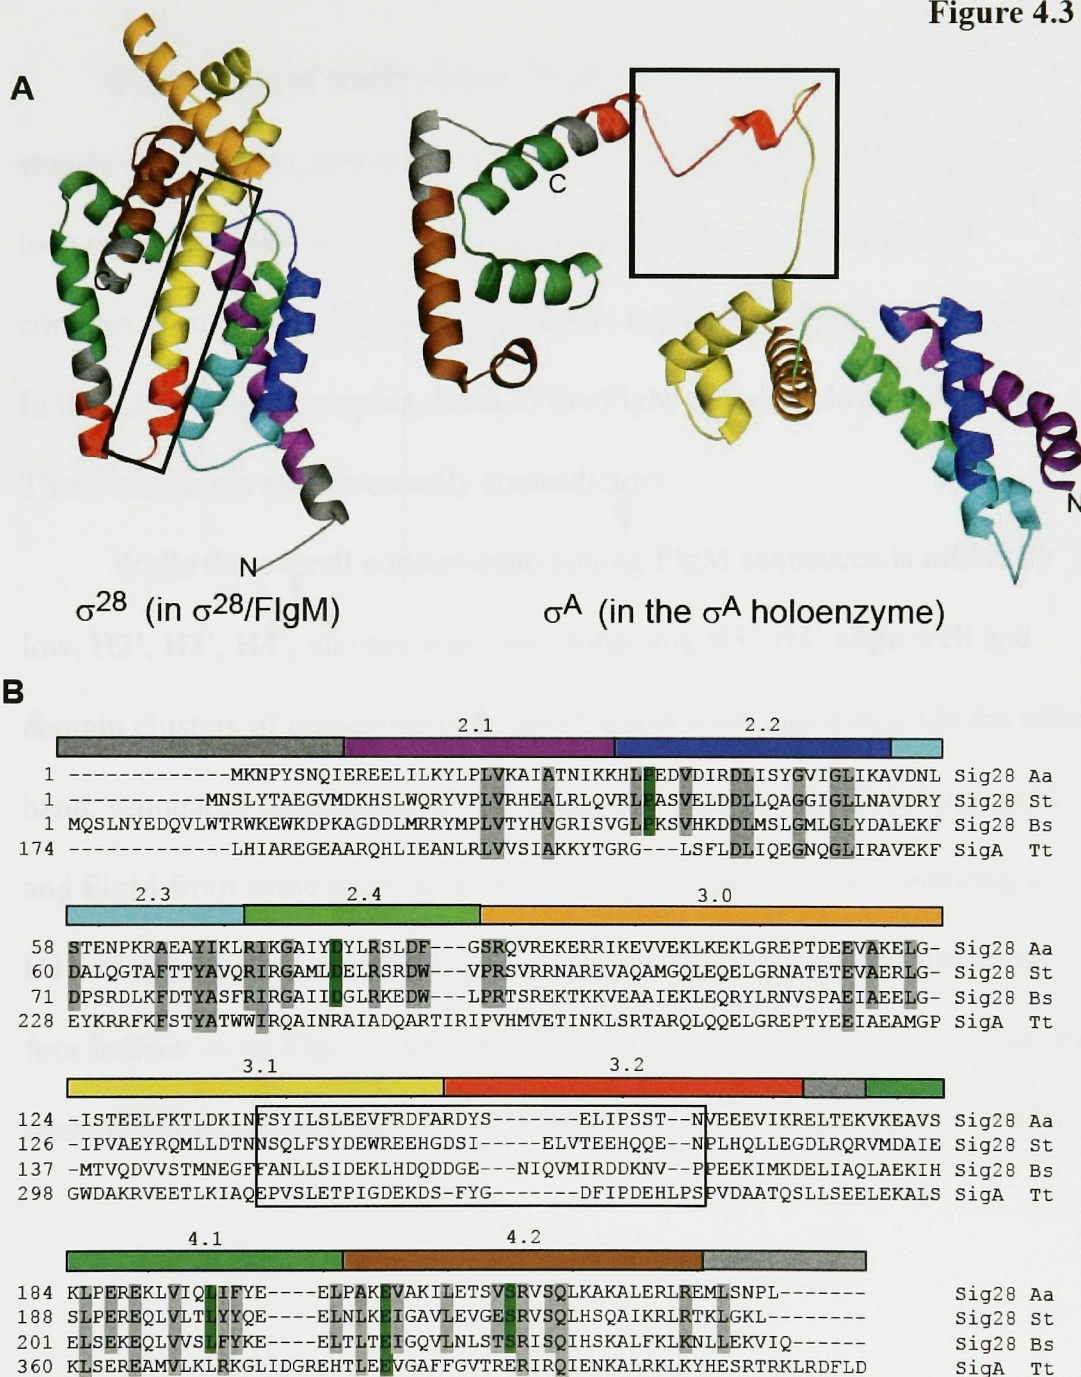 Figure 4.3
A
C
N
σ28 (in σ28/FlgM)
C
N
σA (in the σA holoenzyme)
B
2.1 2.2
1 -------------MKNPYSNQIEREELILKYLPLVKAIATNIKKHLPEDVDIRDLISYGVIGLIKAVDNL Sig28 Aa
1 -----------MNSLYTAEGVMDKHSLWQRYVPLVRHEALRLQVRLPASVELDDLLQAGGIGLLNAVDRY Sig28 St
1 MQSLNYEDQVLWTRWKEWKDPKAGDDLMRRYMPLVTYHVGRISVGLPKSVHKDDLMSLGMLGLYDALEKF Sig28 Bs
174 -------------LHIAREGEAARQHLIEANLRLVVSIAKKYTGRG---LSFLDLIQEGNQGLIRAVEKF SigA Tt
2.3 2.4 3.0
58 STENPKRAEAYIKLRIKGAIYDYLRSLDF---GSRQVREKERRIKEVVEKLKEKLGREPTDEEVAKELG- Sig28 Aa
60 DALQGTAFTTYAVQRIRGAMLDELRSRDW---VPRSVRRNAREVAQAMGQLEQELGRNATETEVAERLG- Sig28 St
71 DPSRDLKFDTYASFRIRGAIIDGLRKEDW---LPRTSREKTKKVEAAIEKLEQRYLRNVSPAEIAEELG- Sig28 Bs
228 EYKRRFKFSTYATWWIRQAINRAIADQARTIRIPVHMVETINKLSRTARQLQQELGREPTYEEIAEAMGP SigA Tt
3.1 3.2
124 -ISTEELFKTLDKINFSYILSLEEVFRDFARDYS-------ELIPSST--NVEEEVIKRELTEKVKEAVS Sig28 Aa
126 -IPVAEYRQMLLDTNNSQLFSYDEWREEHGDSI-----ELVTEEHQQE--NPLHQLLEGDLRQRVMDAIE Sig28 St
137 -MTVQDVVSTMNEGFFANLLSIDEKLHDQDDGE---NIQVMIRDDKNV--PPEEKIMKDELIAQLAEKIH Sig28 Bs
298 GWDAKRVEETLKIAQEPVSLETPIGDEKDS-FYG-------DFIPDEHLPSPVDAATQSLLSEELEKALS SigA Tt
4.1 4.2
184 KLPEREKLVIQLIFYE----ELPAKEVAKILETSVSRVSQLKAKALERLREMLSNPL------- Sig28 Aa
188 SLPEREQLVLTLYYQE----ELNLKEIGAVLEVGESRVSQLHSQAIKRLRTKLGKL-------- Sig28 St
201 ELSEKEQLVVSLFYKE----ELTLTEIGQVLNLSTSRISQIHSKALFKLKNLLEKVIQ------ Sig28 Bs
360 KLSEREAMVLKLRKGLIDGREHTLEEVGAFFGVTRERIRQIENKALRKLKYHESRTRKLRDFLD SigA Tt